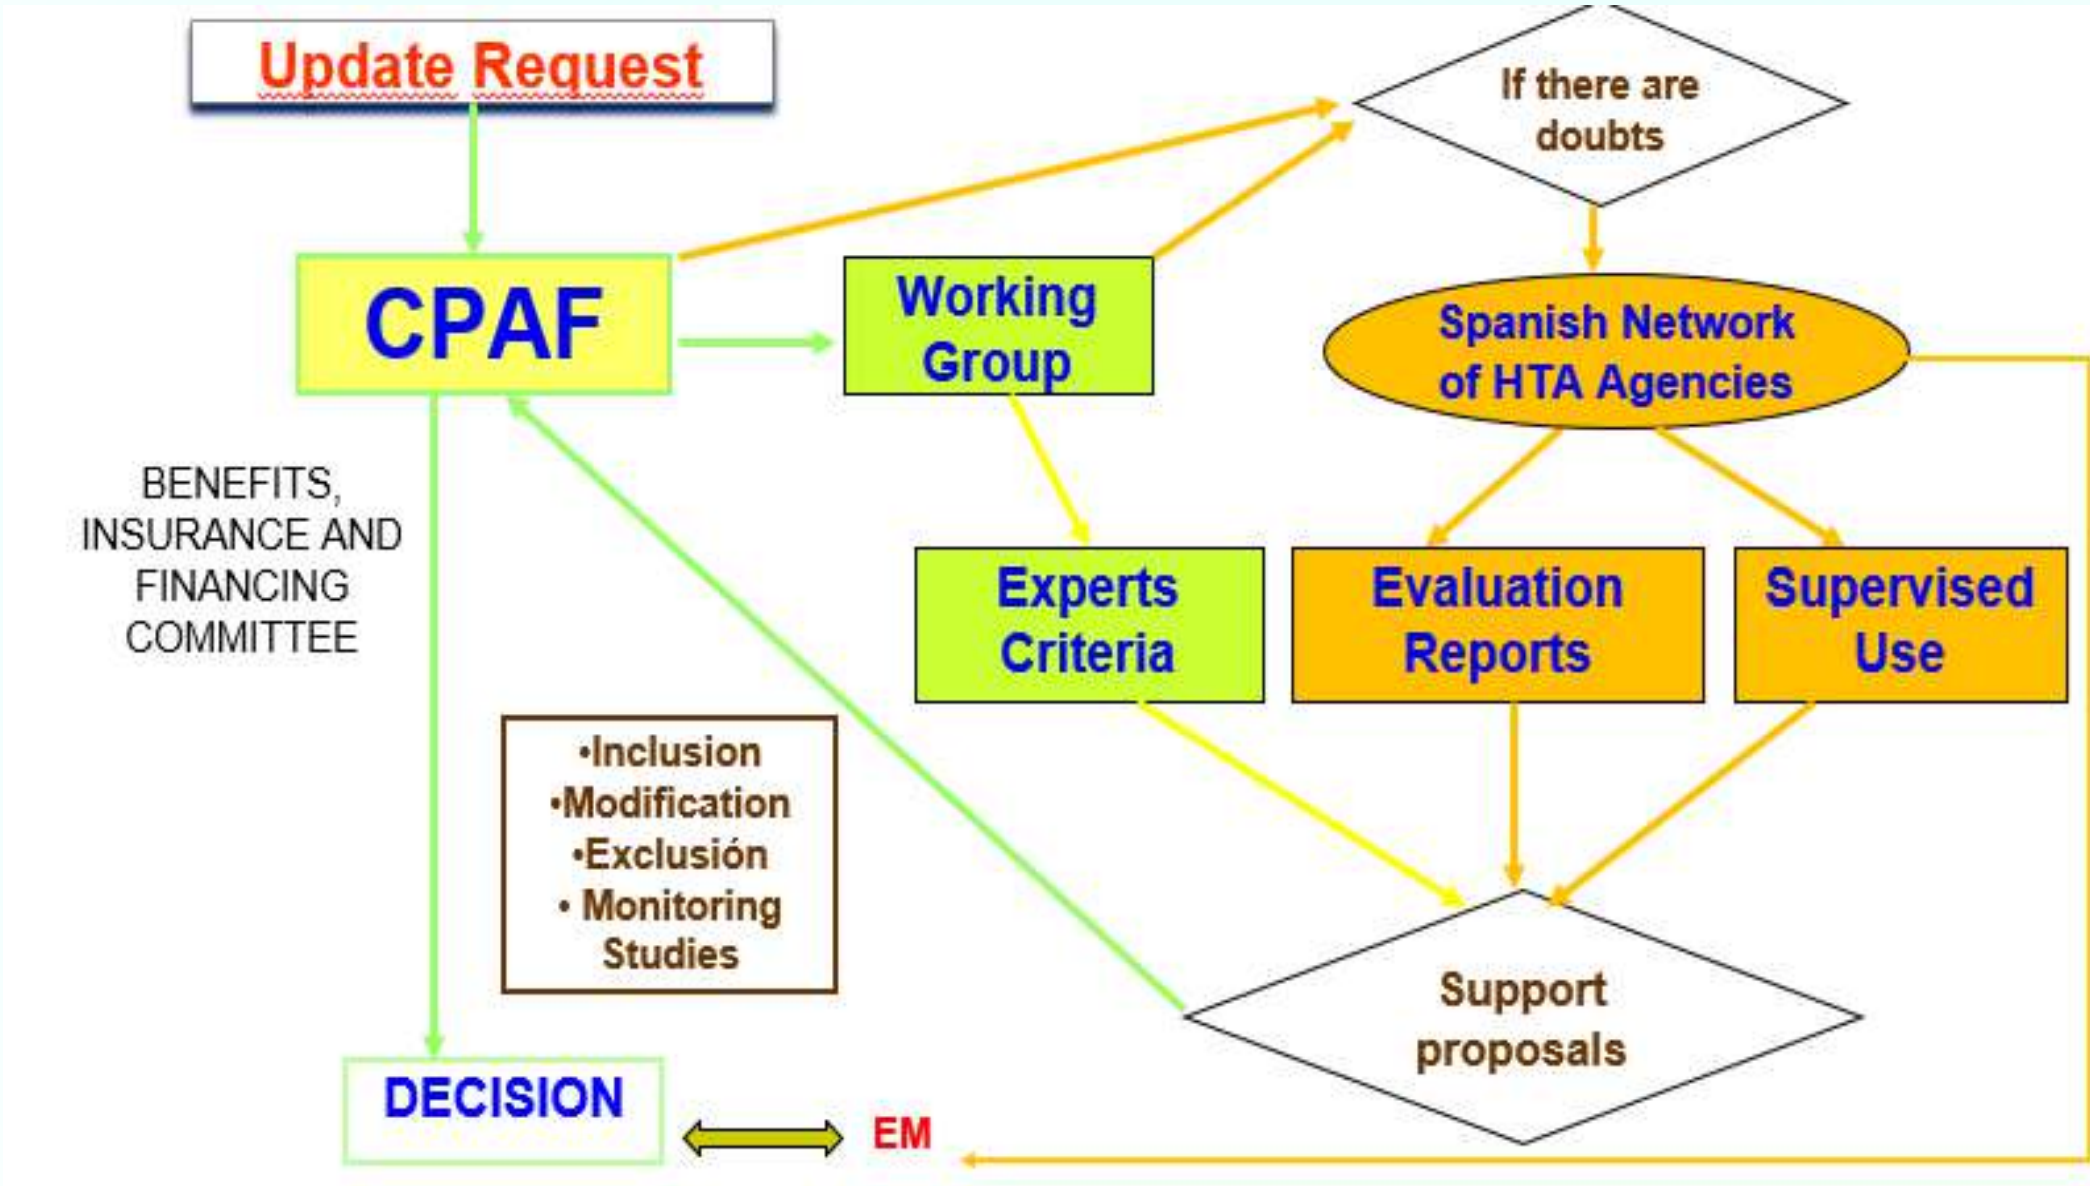 Update Request
If there are
doubts
CPAF
Working
Group
Spanish Network
of HTA Agencies
BENEFITS,
INSURANCE AND
FINANCING
COMMITTEE
Experts
Criteria
Evaluation
Reports
Supervised
Use
•Inclusion
•Modification
•Exclusión
• Monitoring
Studies
Support
proposals
DECISION
EM